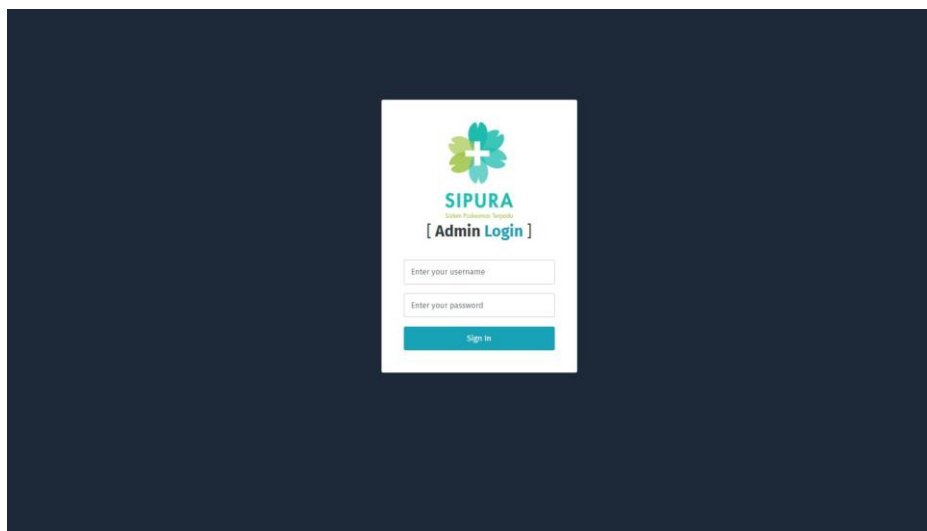 SIPURA
Sistem Puskesmas Terpadu
[ Admin Login ]
Enter your username
Enter your password
Sign In